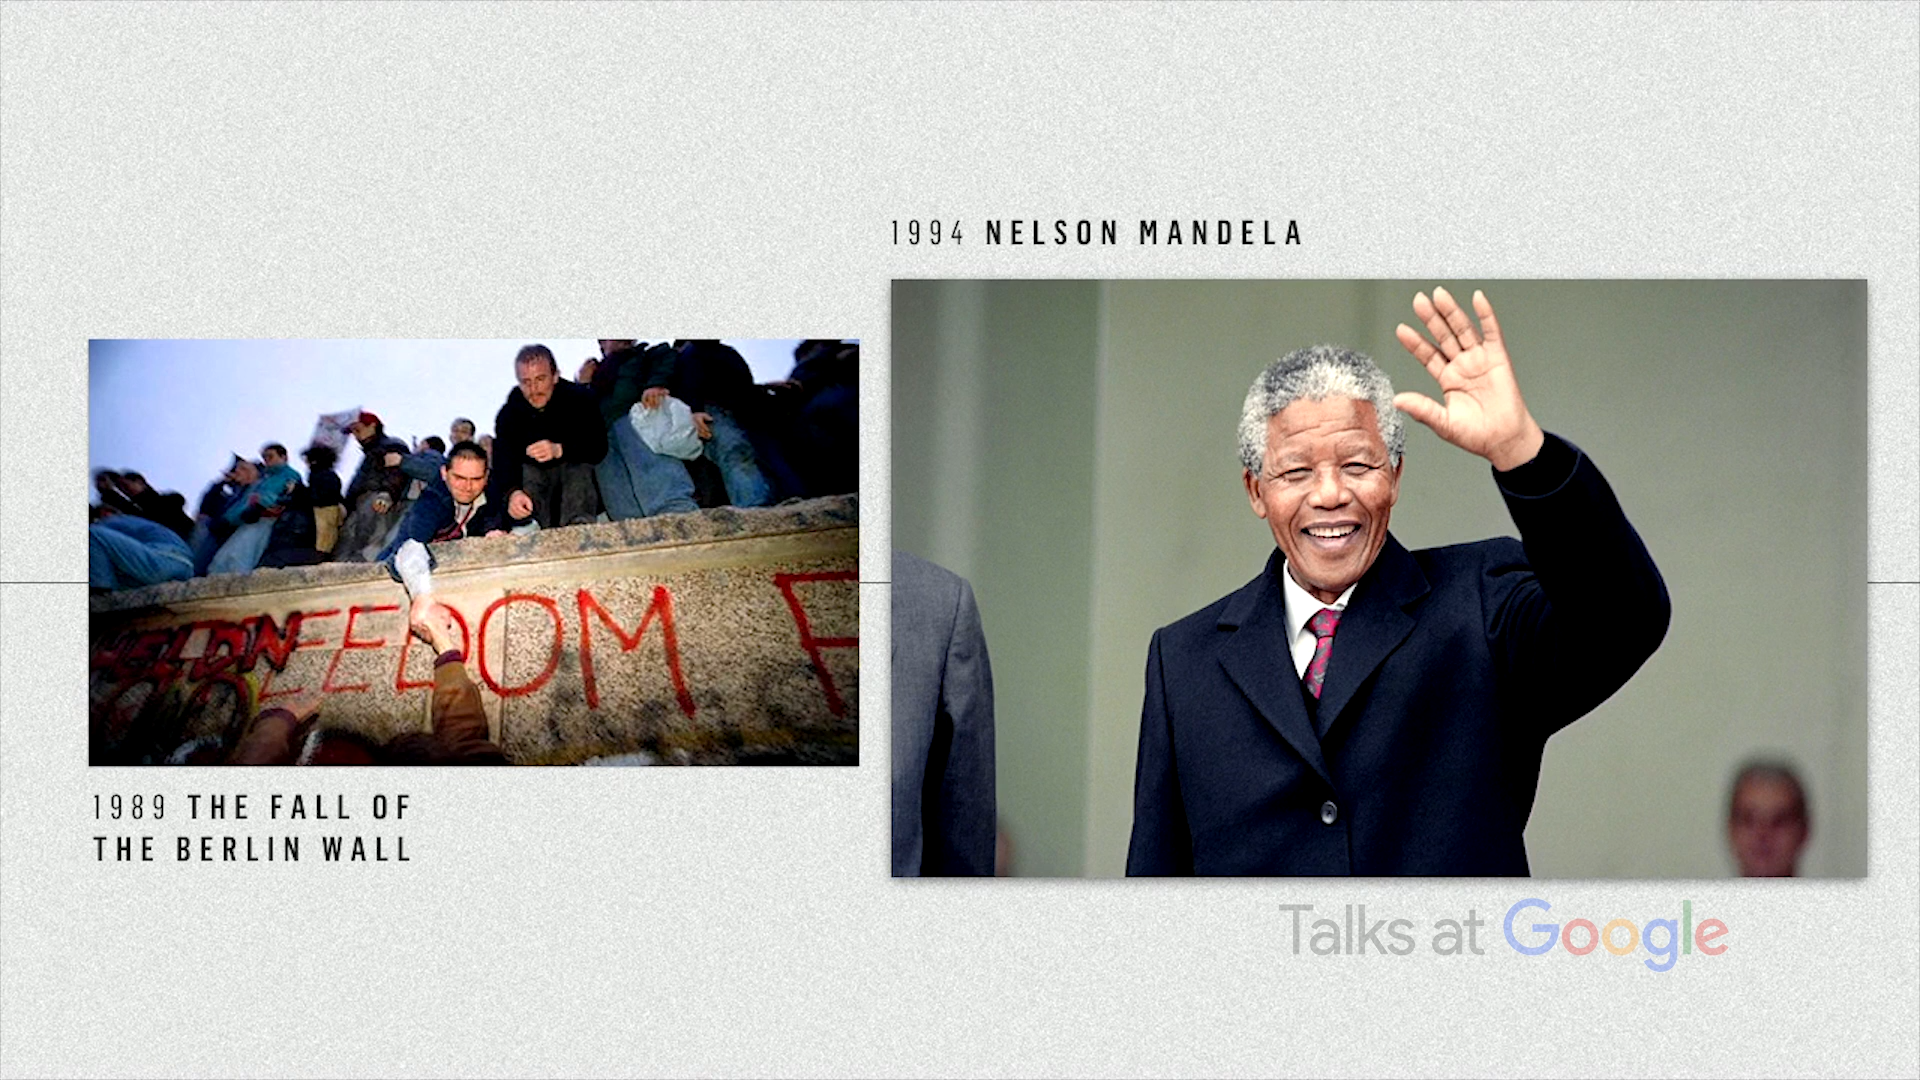 1994 NELSON MANDELA
FREEDOM F
1989 THE FALL OF
THE BERLIN WALL
Talks at Google